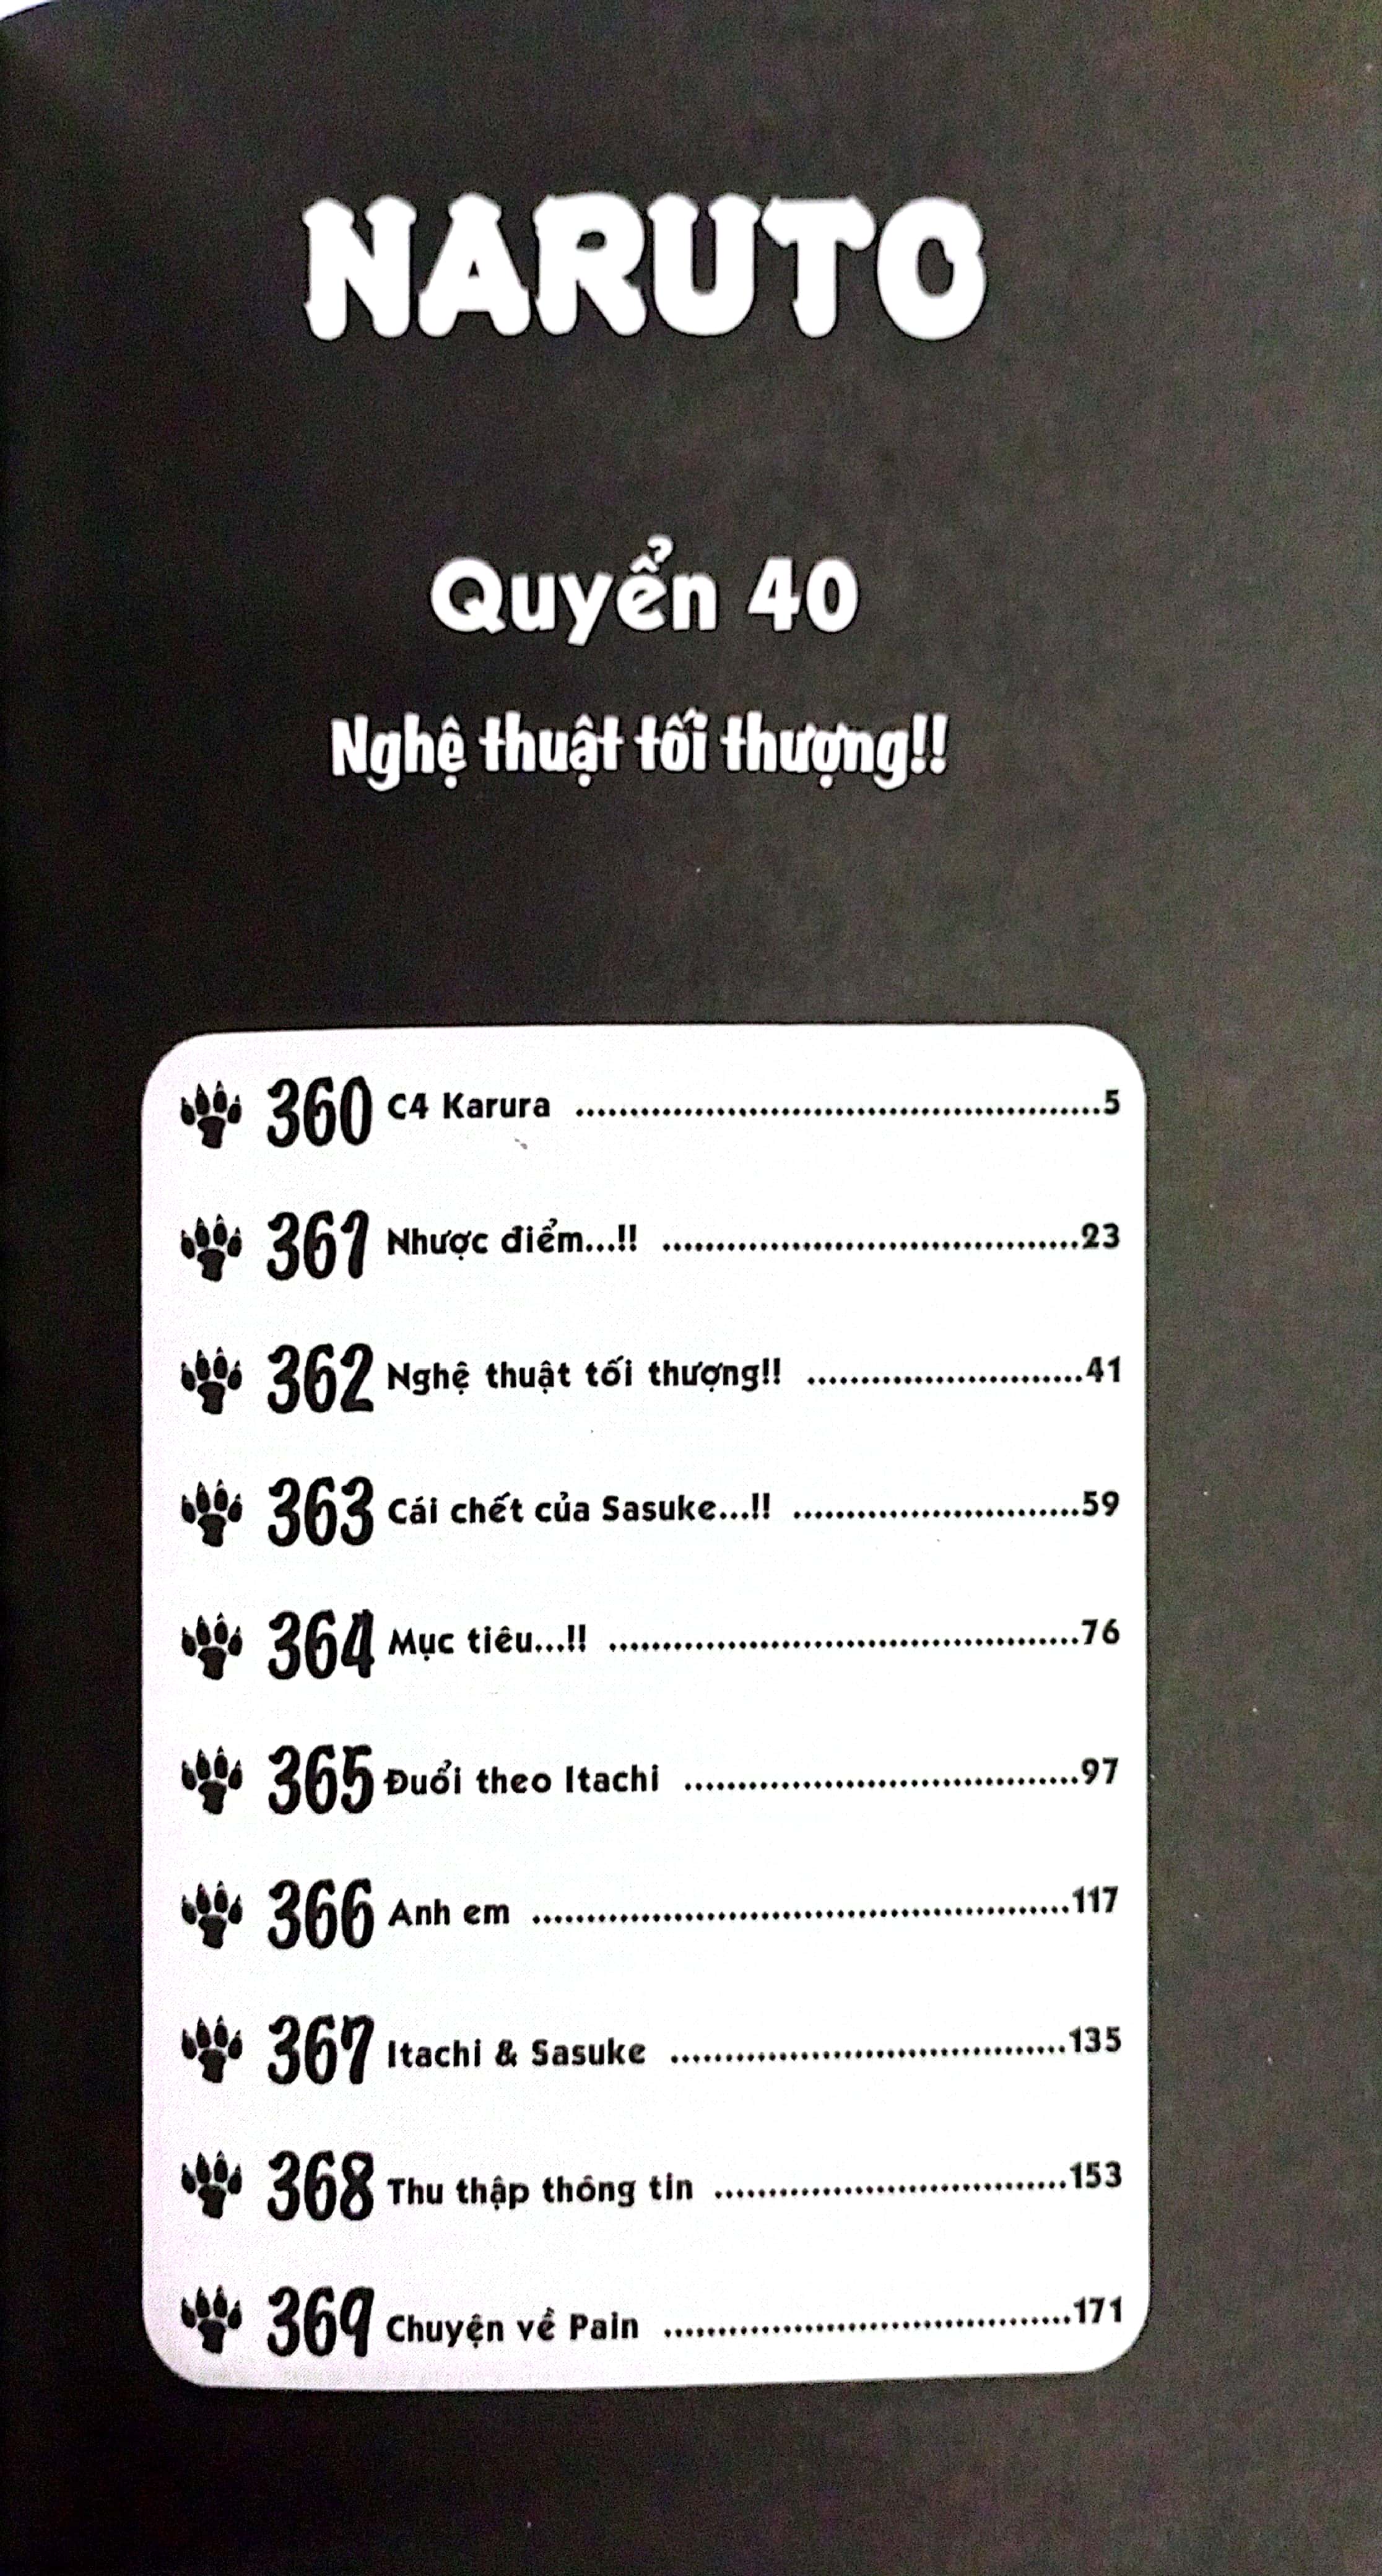 NARUTO
Quyển 40
Nghệ thuật tối thượng!!
360 C4 Karura ................................................5
361 Nhược điểm...!! ......................................23
362 Nghệ thuật tối thượng!! .........................41
363 Cái chết của Sasuke...!! ..........................59
364 Mục tiêu...!! ...........................................76
365 Đuổi theo Itachi ....................................97
366 Anh em .................................................117
367 Itachi & Sasuke ....................................135
368 Thu thập thông tin ................................153
369 Chuyện về Pain .....................................171